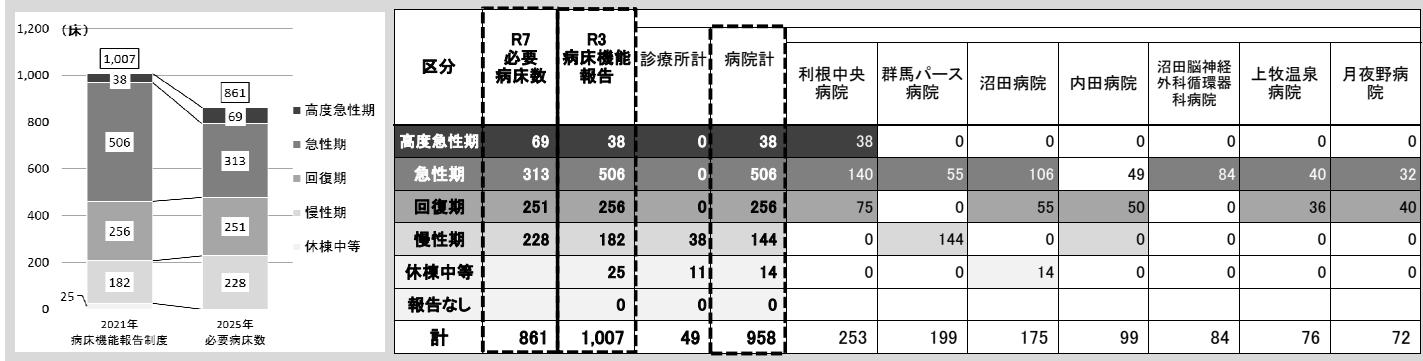 1,200 (床)
1,007
1,000
38
861
69
高度急性期
800
506
313
急性期
600
回復期
400
256
251
慢性期
休棟中等
200
182
228
25
0
2021年
病床機能報告制度
2025年
必要病床数
区分 R7 必要 病床数 R3 病床機能 報告 診療所計 病院計 利根中央 病院 群馬パース 病院 沼田病院 内田病院 沼田脳神経 外科循環器 科病院 上牧温泉 病院 月夜野病 院
高度急性期 69 38 0 38 38 0 0 0 0 0 0
急性期 313 506 0 506 140 55 106 49 84 40 32
回復期 251 256 0 256 75 0 55 50 0 36 40
慢性期 228 182 38 144 0 144 0 0 0 0 0
休棟中等 25 11 14 0 0 14 0 0 0 0
報告なし 0 0 0
計 861 1,007 49 958 253 199 175 99 84 76 72